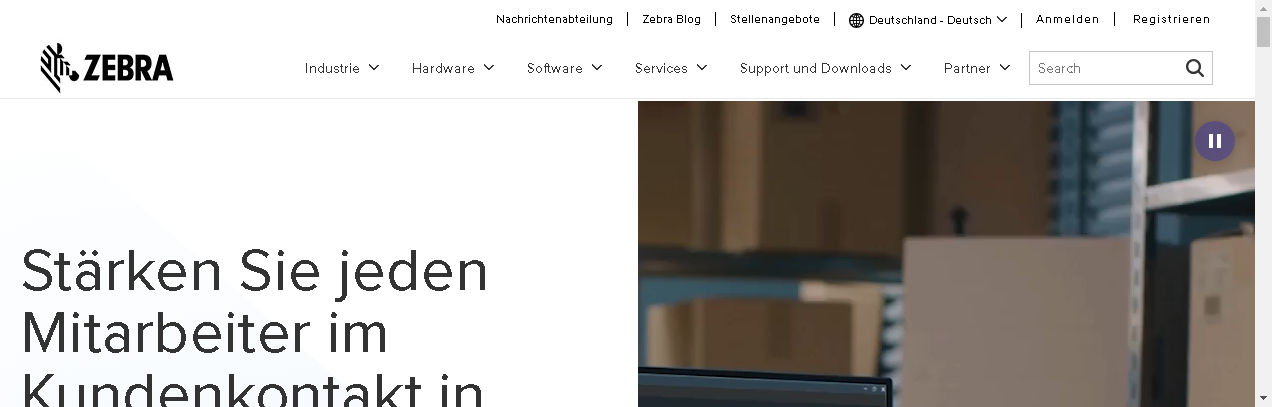 Nachrichtenabteilung Zebra Blog Stellenangebote Deutschland - Deutsch Anmelden Registrieren
ZEBRA Industrie Hardware Software Services Support und Downloads Partner Search
Stärken Sie jeden
Mitarbeiter im
Kundenkontakt in